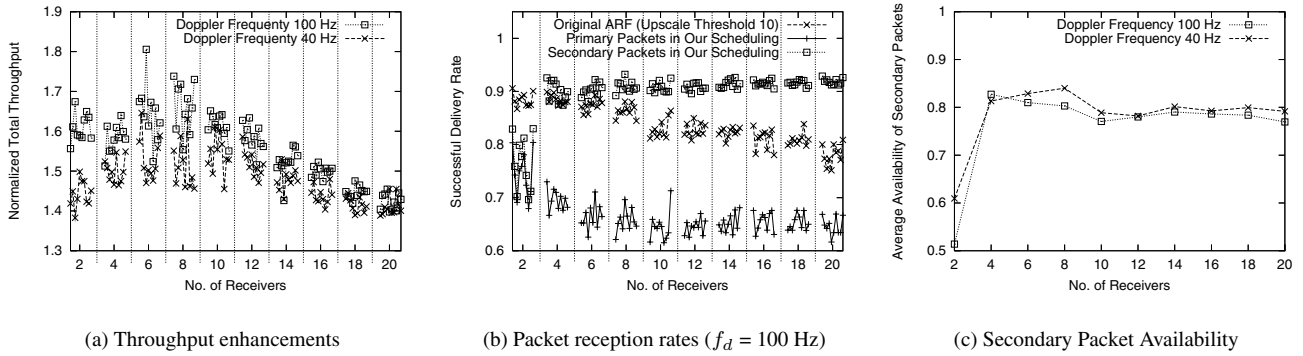 1.9
1.8
1.7
1.6
1.5
1.4
1.3
Normalized Total Throughput
Doppler Frequenty 100 Hz
Doppler Frequenty 40 Hz
2 4 6 8 10 12 14 16 18 20
No. of Receivers
(a) Throughput enhancements
1
0.9
0.8
0.7
0.6
Successful Delivery Rate
Original ARF (Upscale Threshold 10)
Primary Packets in Our Scheduling
Secondary Packets in Our Scheduling
2 4 6 8 10 12 14 16 18 20
No. of Receivers
(b) Packet reception rates (f_d = 100 Hz)
1
0.9
0.8
0.7
0.6
0.5
Average Availability of Secondary Packets
Doppler Frequency 100 Hz
Doppler Frequency 40 Hz
2 4 6 8 10 12 14 16 18 20
No. of Receivers
(c) Secondary Packet Availability